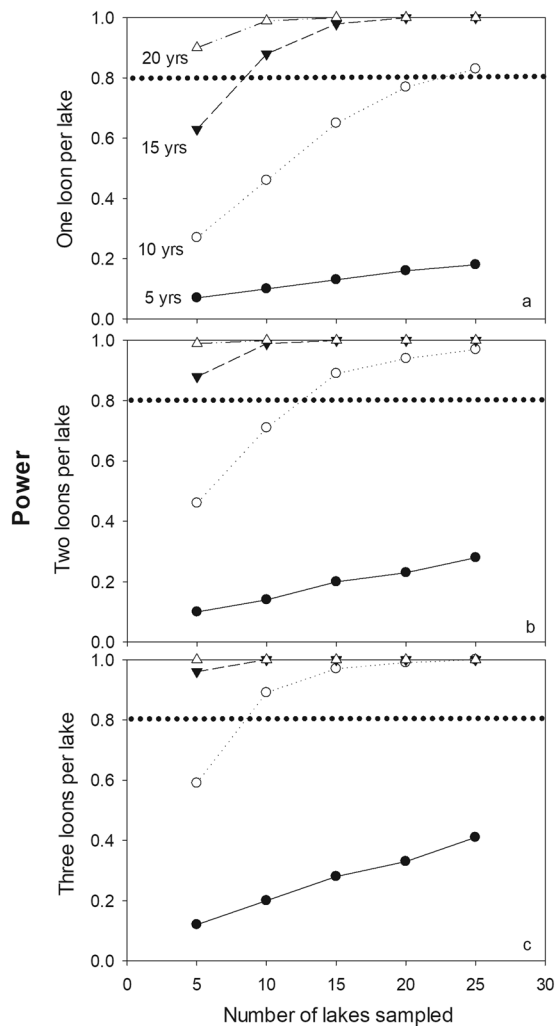 Power
One loon per lake
1.0
0.8
0.6
0.4
0.2
0.0
20 yrs
15 yrs
10 yrs
5 yrs
a
Two loons per lake
1.0
0.8
0.6
0.4
0.2
0.0
b
Three loons per lake
1.0
0.8
0.6
0.4
0.2
0.0
c
0 5 10 15 20 25 30
Number of lakes sampled